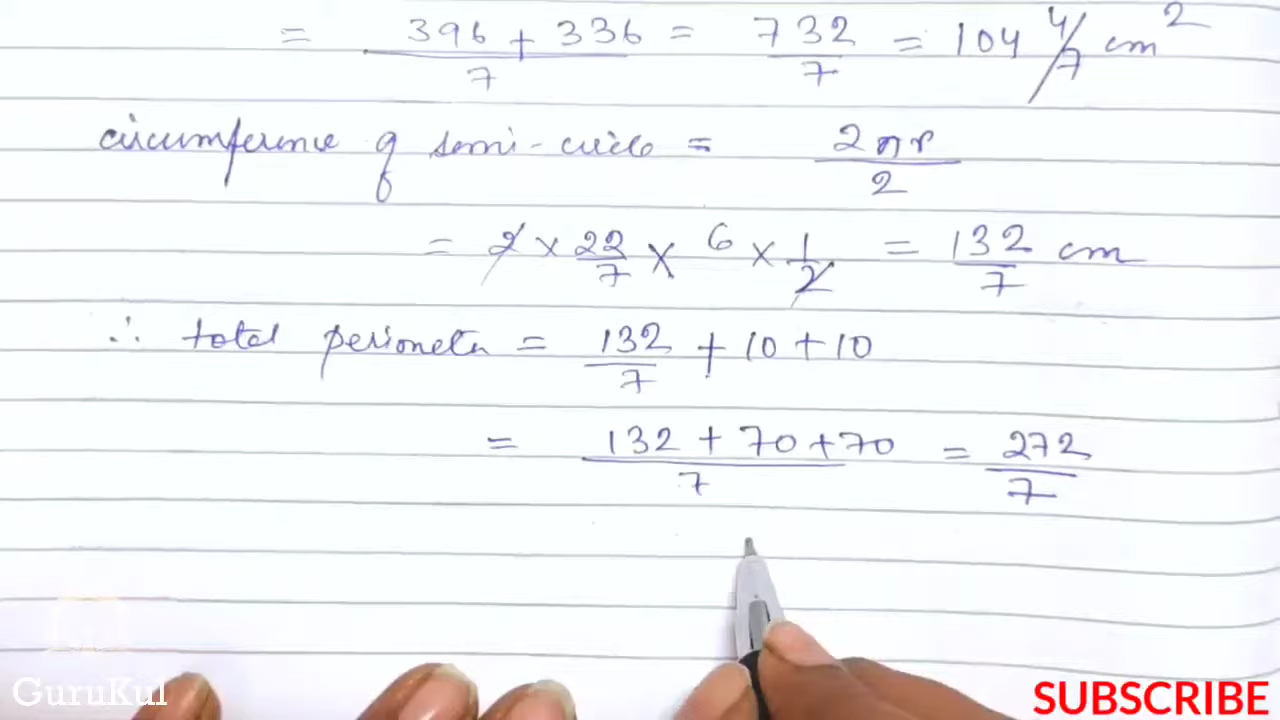 = 396 + 336 / 7 = 732 / 7 = 104 4/7 cm²
circumference of semi-circle = 2πr / 2
= 2 × 22/7 × 6 × 1/2 = 132/7 cm
∴ total perimeter = 132/7 + 10 + 10
= 132 + 70 + 70 / 7 = 272 / 7
GuruKul
SUBSCRIBE